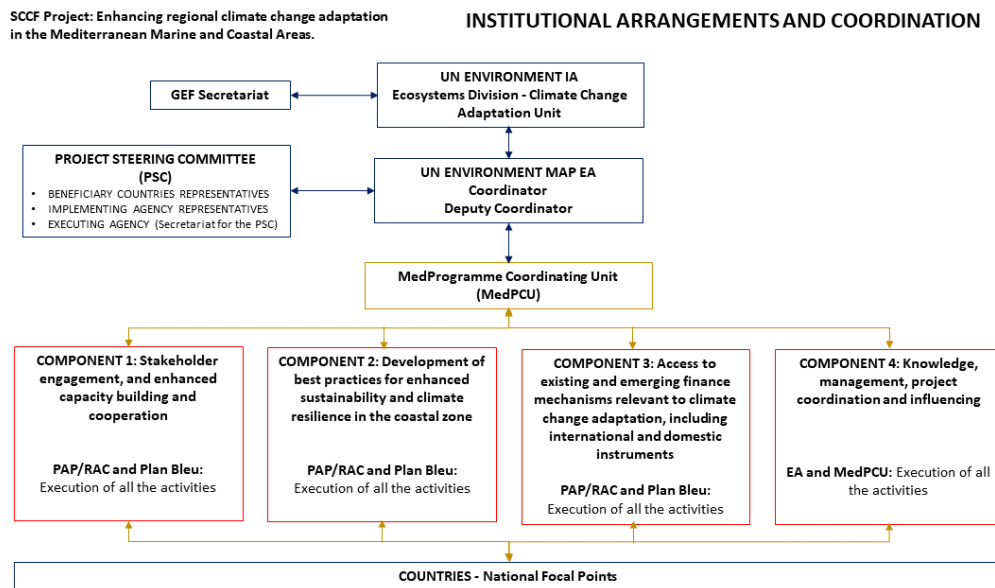 SCCF Project: Enhancing regional climate change adaptation
in the Mediterranean Marine and Coastal Areas.
INSTITUTIONAL ARRANGEMENTS AND COORDINATION
GEF Secretariat
UN ENVIRONMENT IA
Ecosystems Division - Climate Change
Adaptation Unit
PROJECT STEERING COMMITTEE
(PSC)
• BENEFICIARY COUNTRIES REPRESENTATIVES
• IMPLEMENTING AGENCY REPRESENTATIVES
• EXECUTING AGENCY (Secretariat for the PSC)
UN ENVIRONMENT MAP EA
Coordinator
Deputy Coordinator
MedProgramme Coordinating Unit
(MedPCU)
COMPONENT 1: Stakeholder
engagement, and enhanced
capacity building and
cooperation
PAP/RAC and Plan Bleu:
Execution of all the activities
COMPONENT 2: Development of
best practices for enhanced
sustainability and climate
resilience in the coastal zone
PAP/RAC and Plan Bleu:
Execution of all the activities
COMPONENT 3: Access to
existing and emerging finance
mechanisms relevant to climate
change adaptation, including
international and domestic
instruments
PAP/RAC and Plan Bleu:
Execution of all the activities
COMPONENT 4: Knowledge,
management, project
coordination and influencing
EA and MedPCU: Execution of all
the activities
COUNTRIES - National Focal Points